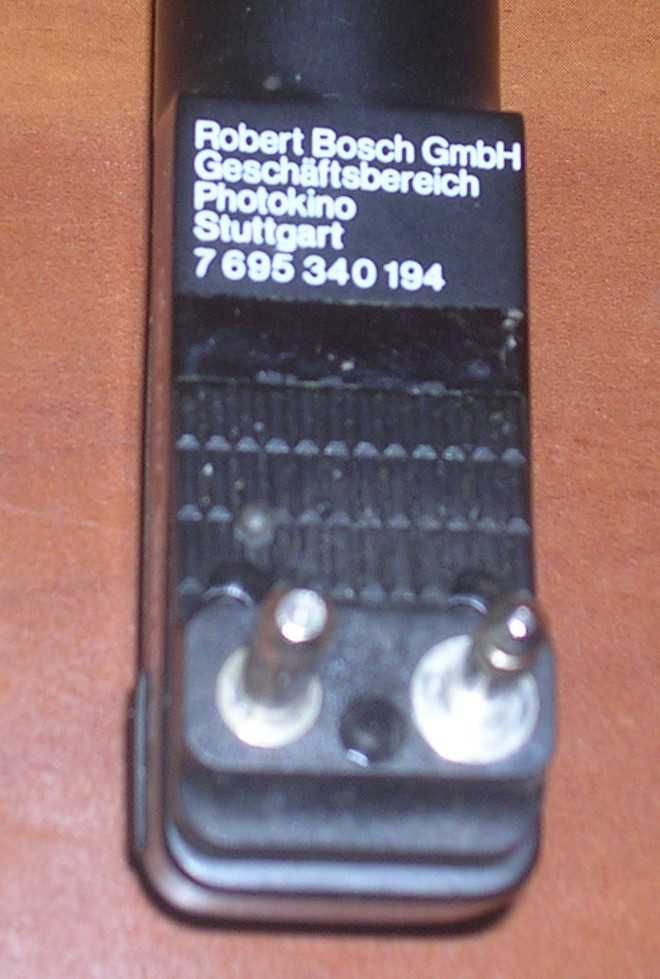 Robert Bosch GmbH
Geschäftsbereich
Photokino
Stuttgart
7 695 340 194